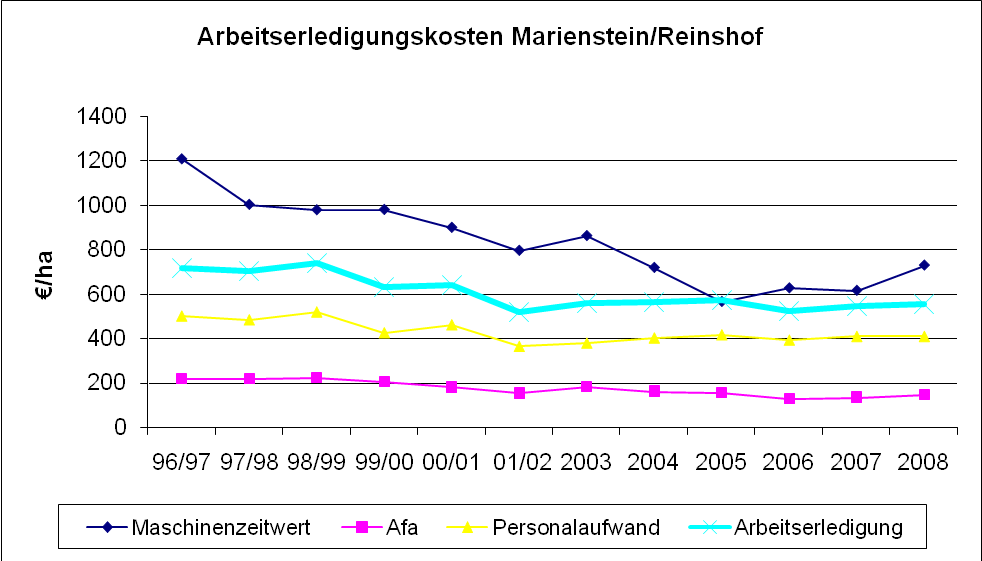 Arbeitserledigungskosten Marienstein/Reinshof
€/ha
1400
1200
1000
800
600
400
200
0
96/97 97/98 98/99 99/00 00/01 01/02 2003 2004 2005 2006 2007 2008
Maschinenzeitwert Afa Personalaufwand Arbeitserledigung